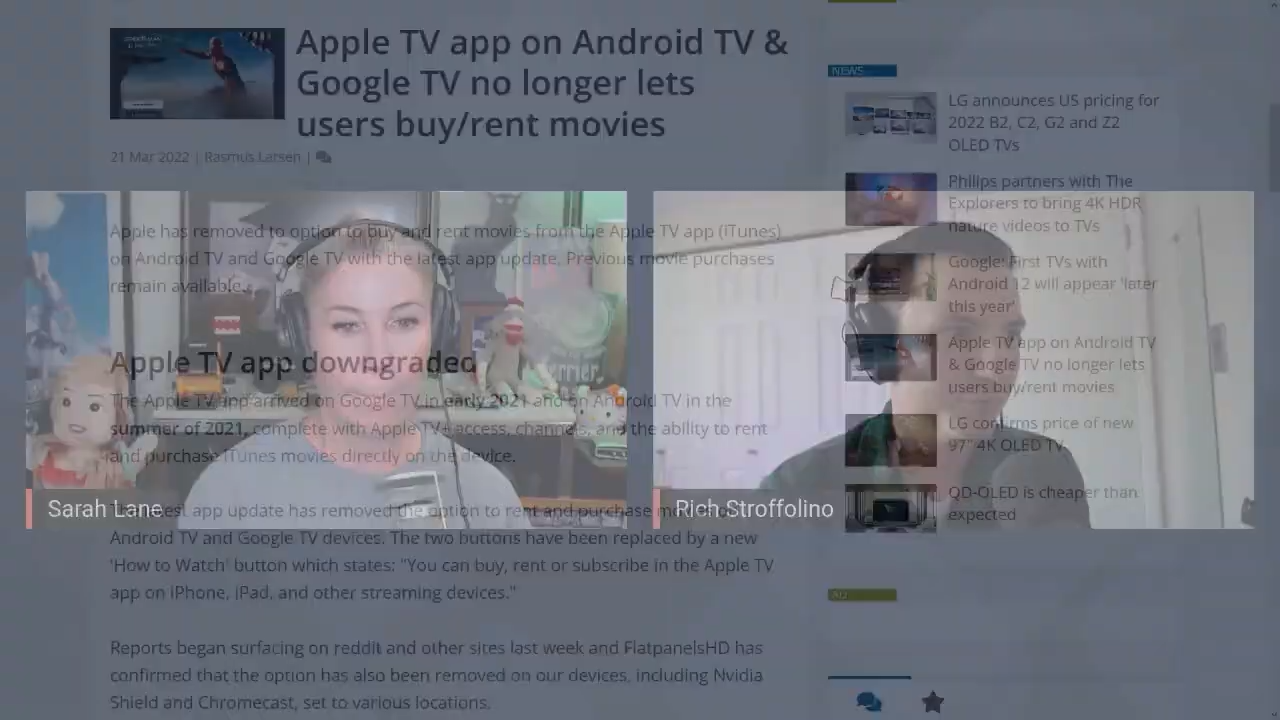 Apple TV app on Android TV &
Google TV no longer lets
users buy/rent movies
21 Mar 2022 | Rasmus Larsen |
Apple has removed to option to buy and rent movies from the Apple TV app (iTunes)
on Android TV and Google TV with the latest app update. Previous movie purchases
remain available.
Apple TV app downgraded
The Apple TV app arrived on Google TV in early 2021 and on Android TV in the
summer of 2021, complete with Apple TV+ access, channels, and the ability to rent
and purchase iTunes movies directly on the device.
app update has removed the option to rent and purchase
Android TV and Google TV devices. The two buttons have been replaced by a new
'How to Watch' button which states: "You can buy, rent or subscribe in the Apple TV
app on iPhone, iPad, and other streaming devices."
Reports began surfacing on reddit and other sites last week and FlatpanelsHD has
confirmed that the option has also been removed on our devices, including Nvidia
Shield and Chromecast, set to various locations.
NEWS
LG announces US pricing for
2022 B2, C2, G2 and Z2
OLED TVs
Philips partners with The
Explorers to bring 4K HDR
nature videos to TVs
Google: First TVs with
Android 12 will appear 'later
this year'
Apple TV app on Android TV
& Google TV no longer lets
users buy/rent movies
LG confirms price of new
97" 4K OLED TV
QD-OLED is cheaper than
expected
AD
Sarah Lane
Rich Stroffolino